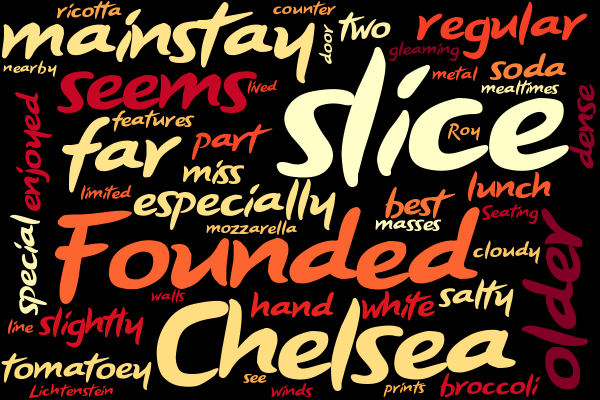 ricotta
counter
mainstay
door
two
regular
gleaming
nearby
seems
lived
metal
soda
mealtimes
slice
dense
enjoyed
features
far
part
Roy
miss
limited
especially
best
lunch
masses
Seating
mozzarella
special
Founded
cloudy
older
walls
hand
white
salty
line
slightly
Chelsea
tomatoey
see
Lichtenstein
winds
prints
broccoli